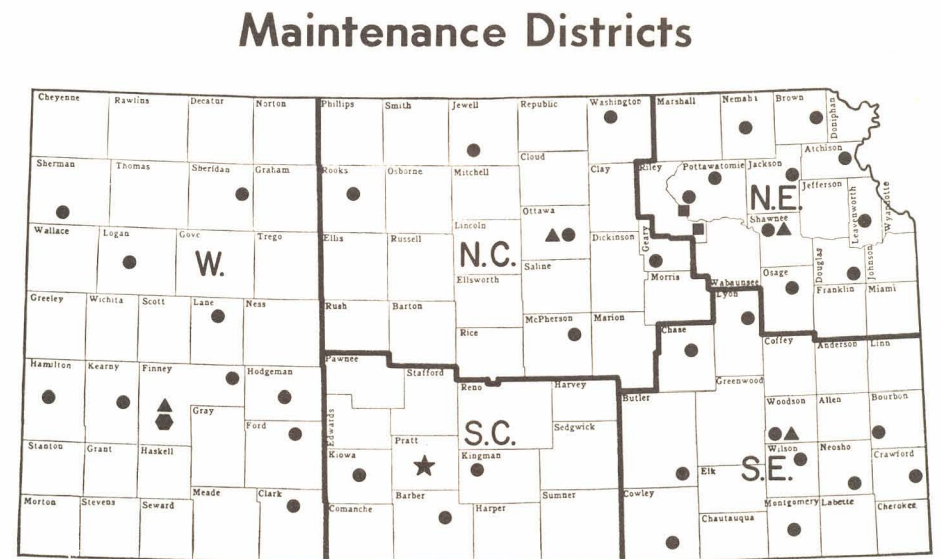 Maintenance Districts
Cheyenne Rawlins Decatur Norton Phillips Smith Jewell Republic Washington Marshall Nemaha Brown Doniphan
Sherman Thomas Sheridan Graham Rooks Osborne Mitchell Cloud Clay Riley Pottawatomie Jackson Atchison
Jefferson Leavenworth Wyandotte
N.E.
Wallace Logan Gove Trego Ellis Russell Lincoln Ottawa Dickinson Geary Shawnee Douglas Johnson
W.
N.C.
Ellsworth Saline Morris Wabaunsee Osage Franklin Miami
Greeley Wichita Scott Lane Ness Rush Barton Rice McPherson Marion Chase Lyon Coffey Anderson Linn
Hamilton Kearny Finney Hodgeman Pawnee Stafford Reno Harvey Butler Greenwood Woodson Allen Bourbon
Gray Ford Edwards Pratt Sedgwick
S.C.
Stanton Grant Haskell Kiowa Kingman Elk Wilson Neosho Crawford
S.E.
Morton Stevens Seward Meade Clark Comanche Barber Harper Sumner Cowley Chautauqua Montgomery Labette Cherokee